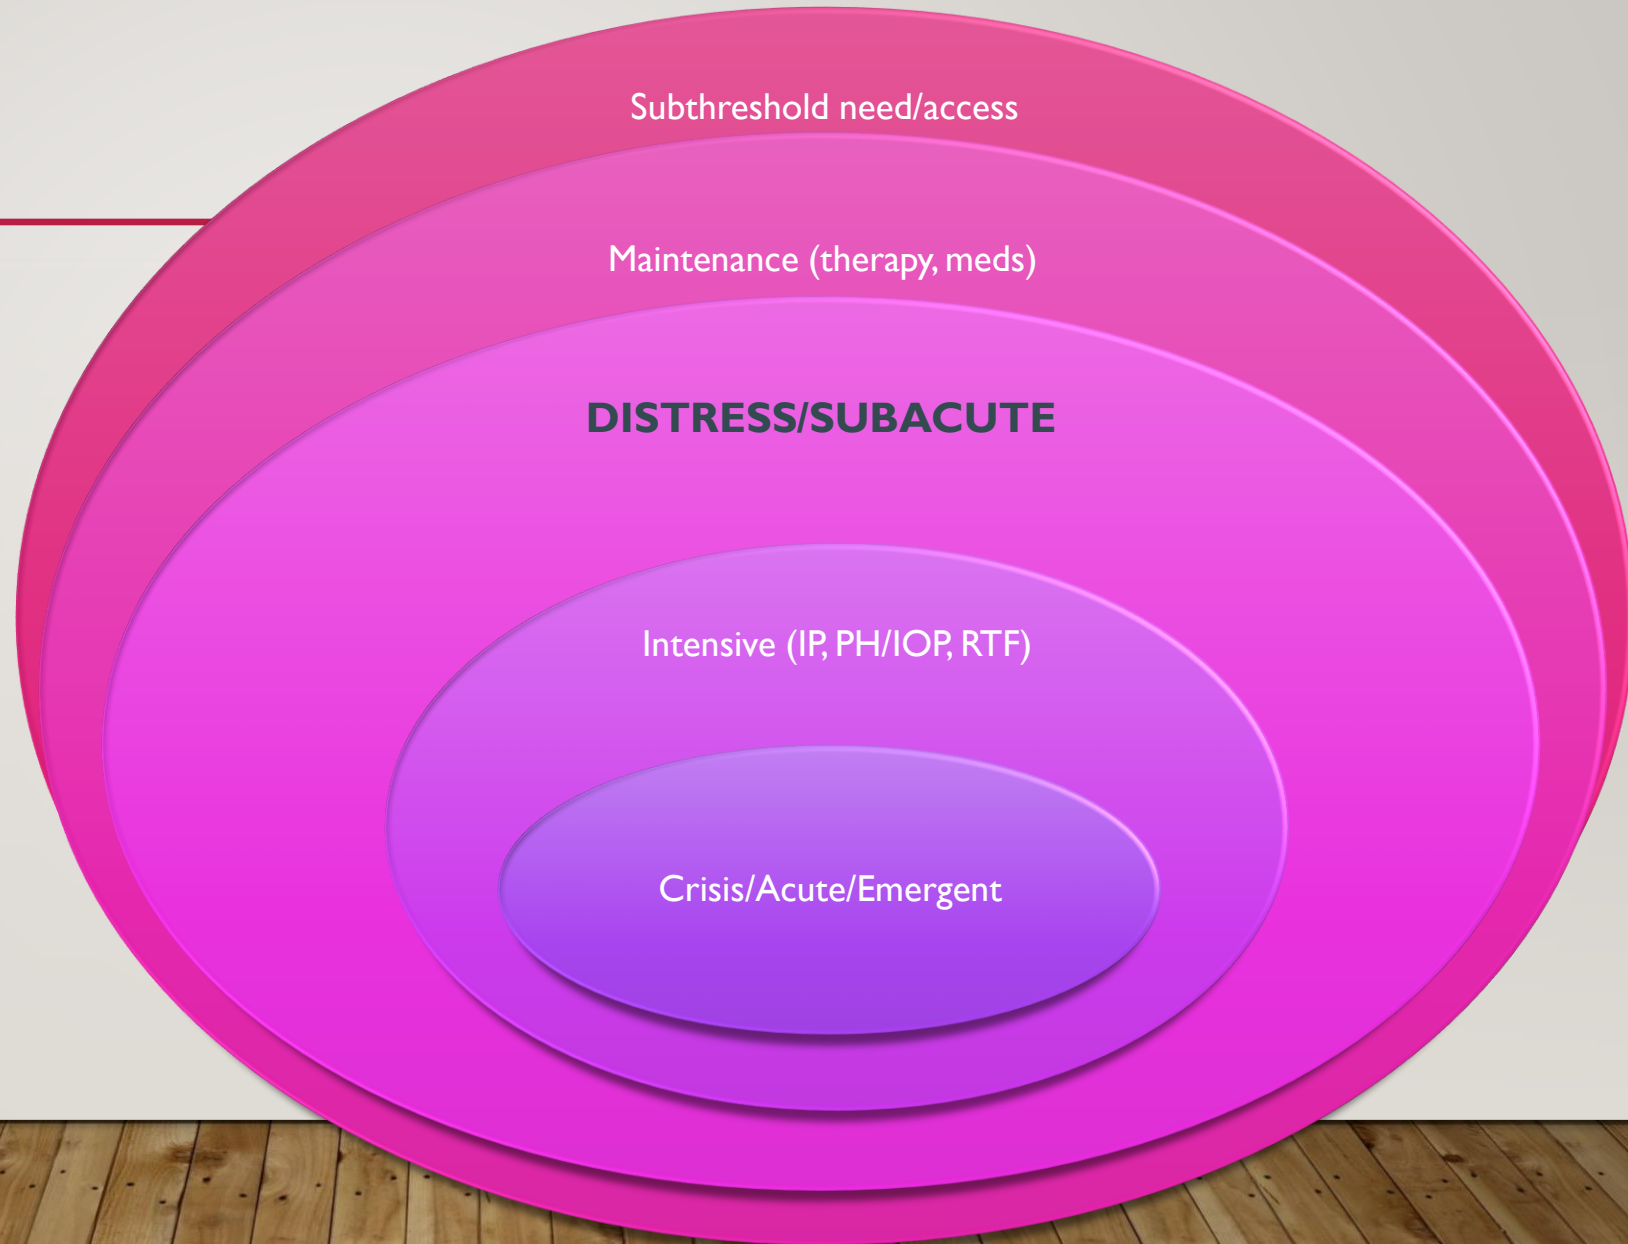 Subthreshold need/access
Maintenance (therapy, meds)
DISTRESS/SUBACUTE
Intensive (IP, PH/IOP, RTF)
Crisis/Acute/Emergent